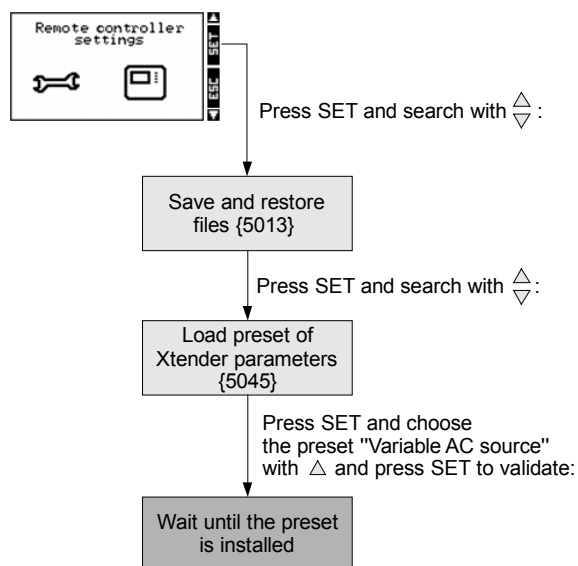 Remote controller
settings
SET
ESC
Press SET and search with △▽ :
Save and restore
files {5013}
Press SET and search with △▽ :
Load preset of
Xtender parameters
{5045}
Press SET and choose
the preset "Variable AC source"
with △ and press SET to validate:
Wait until the preset
is installed